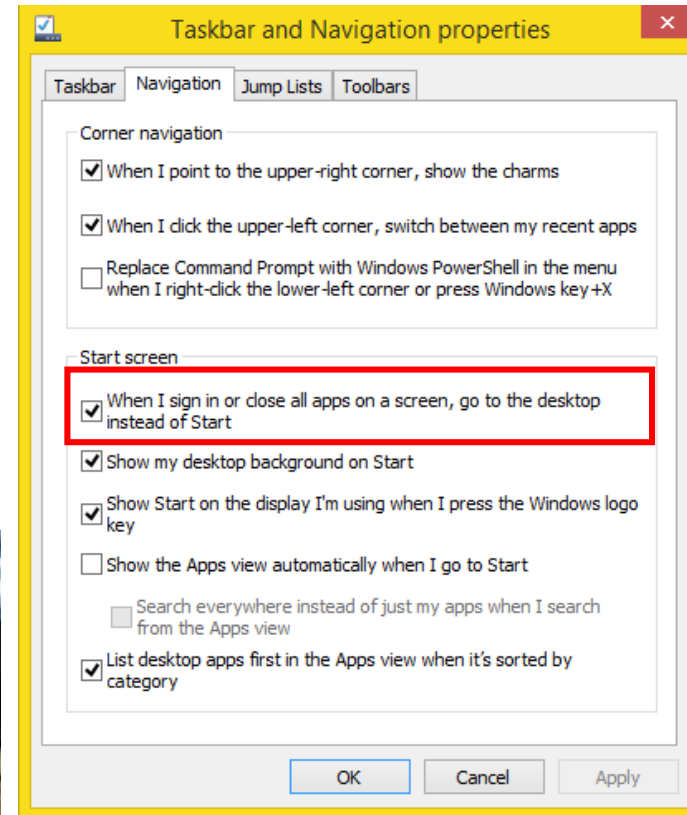 Taskbar and Navigation properties
Taskbar Navigation Jump Lists Toolbars
Corner navigation
When I point to the upper-right corner, show the charms
When I click the upper-left corner, switch between my recent apps
Replace Command Prompt with Windows PowerShell in the menu
when I right-click the lower-left corner or press Windows key+X
Start screen
When I sign in or close all apps on a screen, go to the desktop
instead of Start
Show my desktop background on Start
Show Start on the display I'm using when I press the Windows logo
key
Show the Apps view automatically when I go to Start
Search everywhere instead of just my apps when I search
from the Apps view
List desktop apps first in the Apps view when it's sorted by
category
OK Cancel Apply